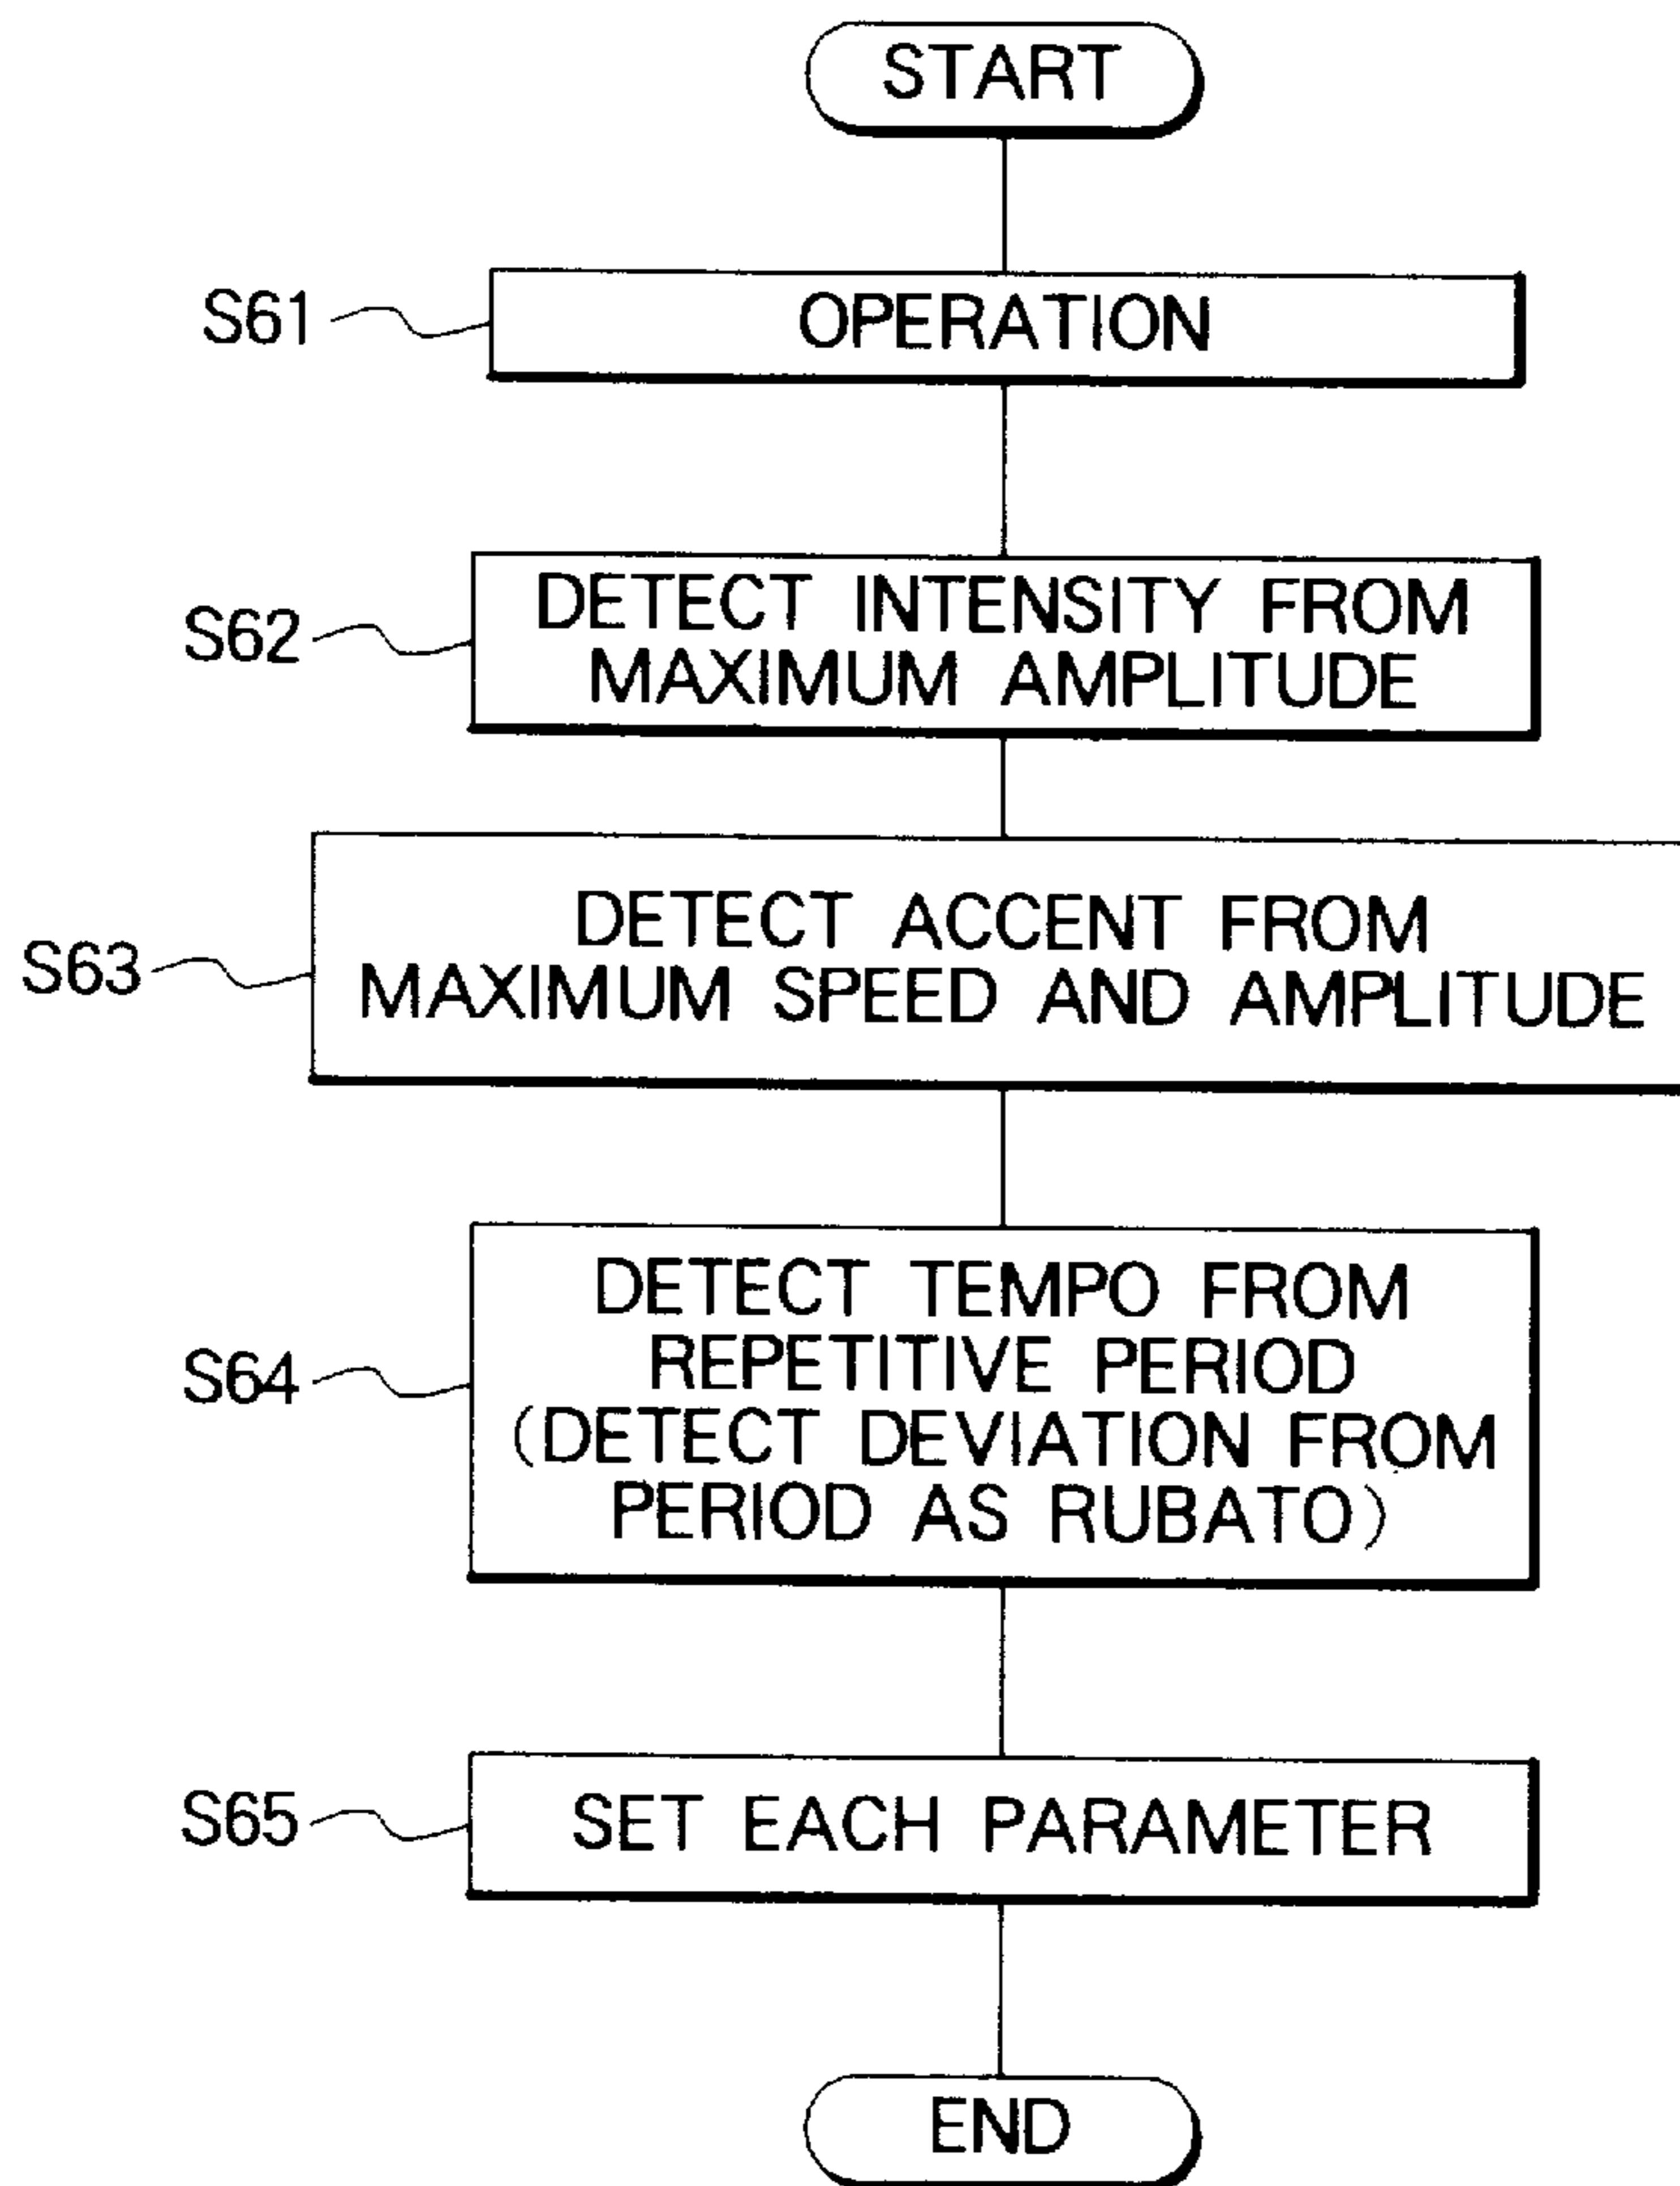 START
S61
OPERATION
S62
DETECT INTENSITY FROM
MAXIMUM AMPLITUDE
S63
DETECT ACCENT FROM
MAXIMUM SPEED AND AMPLITUDE
S64
DETECT TEMPO FROM
REPETITIVE PERIOD
(DETECT DEVIATION FROM
PERIOD AS RUBATO)
S65
SET EACH PARAMETER
END